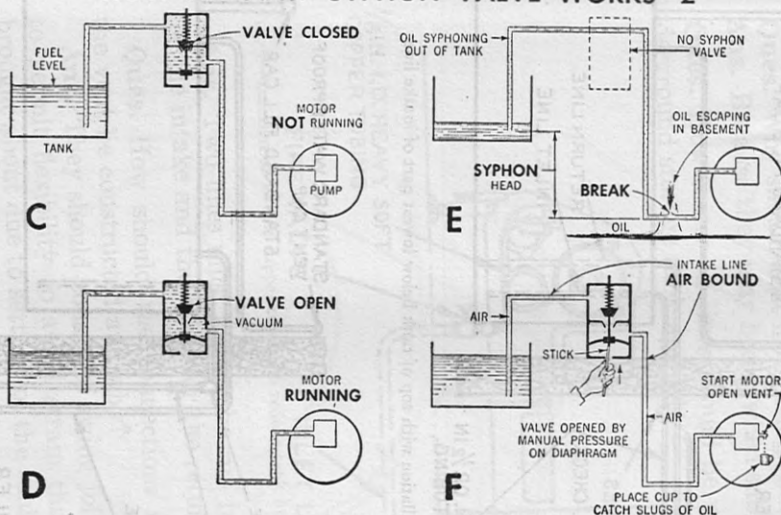 VALVE WORKS 2
FUEL
LEVEL
VALVE CLOSED
MOTOR
NOT RUNNING
TANK
PUMP
C
OIL SYPHONING
OUT OF TANK
NO SYPHON
VALVE
OIL ESCAPING
IN BASEMENT
SYPHON
HEAD
BREAK
OIL
E
VALVE OPEN
VACUUM
MOTOR
RUNNING
D
INTAKE LINE
AIR BOUND
AIR
STICK
START MOTOR
OPEN VENT
AIR
VALVE OPENED BY
MANUAL PRESSURE
ON DIAPHRAGM
F
PLACE CUP TO
CATCH SLUGS OF OIL